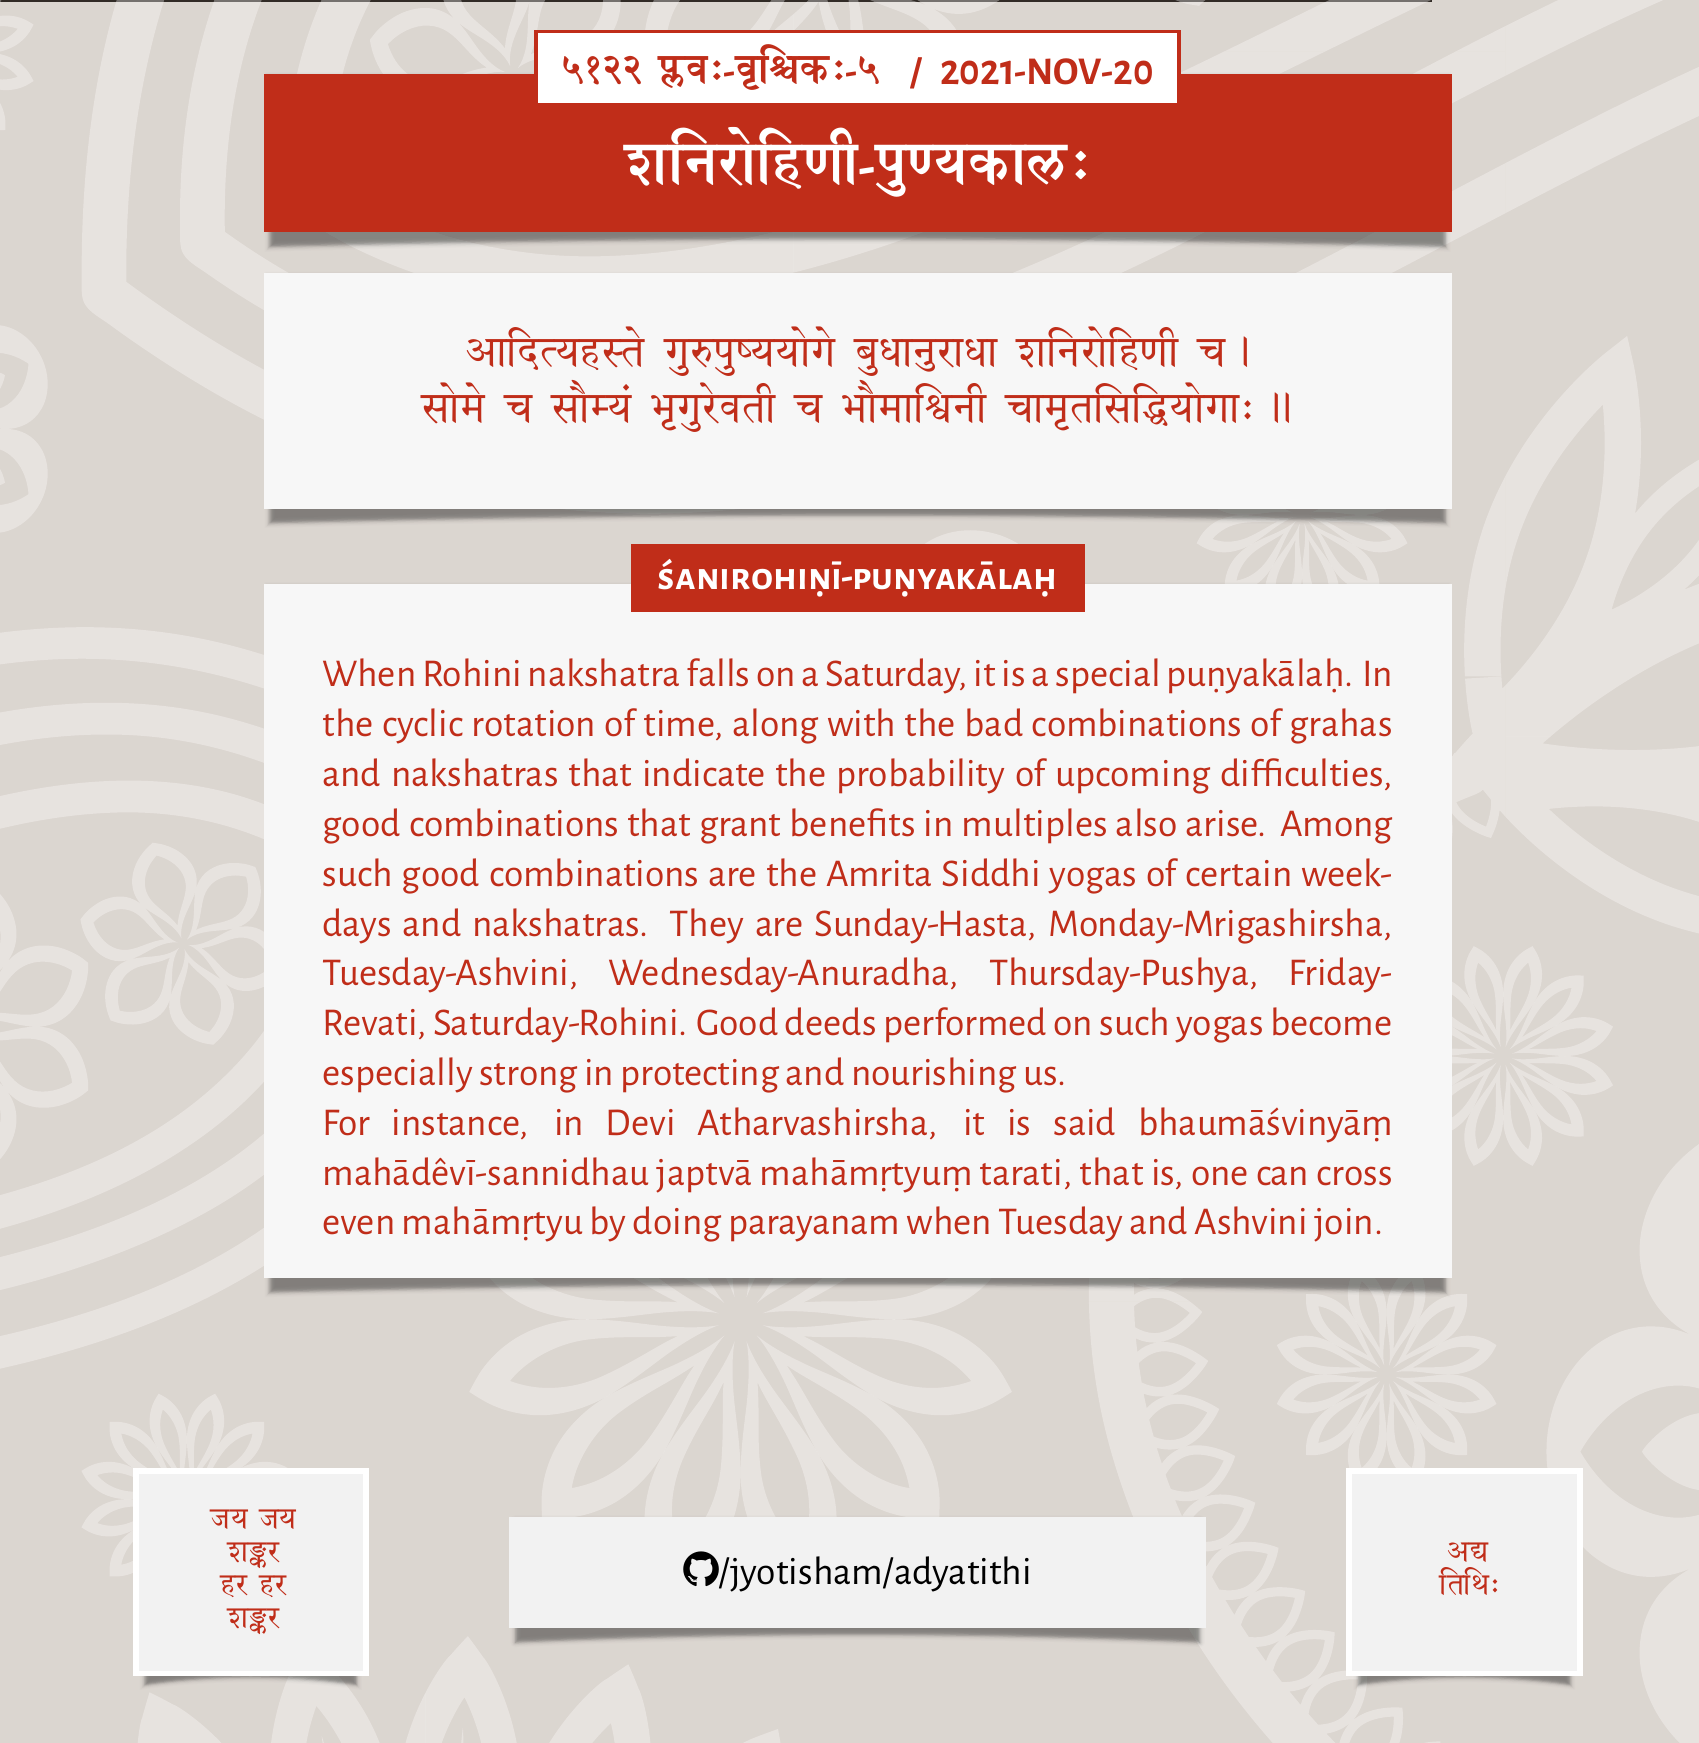 ५१२२ प्लवः-वृश्चिकः-५ / 2021-NOV-20
शनिरोहिणी-पुण्यकालः
आदित्यहस्ते गुरुपुष्ययोगे बुधानुराधा शनिरोहिणी च।
सोमे च सौम्यं भृगुरेवती च भौमाश्विनी चामृतसिद्धियोगाः ॥
ŚANIROHIṆĪ-PUṆYAKĀLAḤ
When Rohini nakshatra falls on a Saturday, it is a special puṇyakālaḥ. In
the cyclic rotation of time, along with the bad combinations of grahas
and nakshatras that indicate the probability of upcoming difficulties,
good combinations that grant benefits in multiples also arise. Among
such good combinations are the Amrita Siddhi yogas of certain week-
days and nakshatras. They are Sunday-Hasta, Monday-Mrigashirsha,
Tuesday-Ashvini, Wednesday-Anuradha, Thursday-Pushya, Friday-
Revati, Saturday-Rohini. Good deeds performed on such yogas become
especially strong in protecting and nourishing us.
For instance, in Devi Atharvashirsha, it is said bhaumāśvinyāṃ
mahādêvī-sannidhau japtvā mahāmṛtyuṃ tarati, that is, one can cross
even mahāmṛtyu by doing parayanam when Tuesday and Ashvini join.
जय जय
शङ्कर
हर हर
शङ्कर
/jyotisham/adyatithi
अद्य
तिथिः